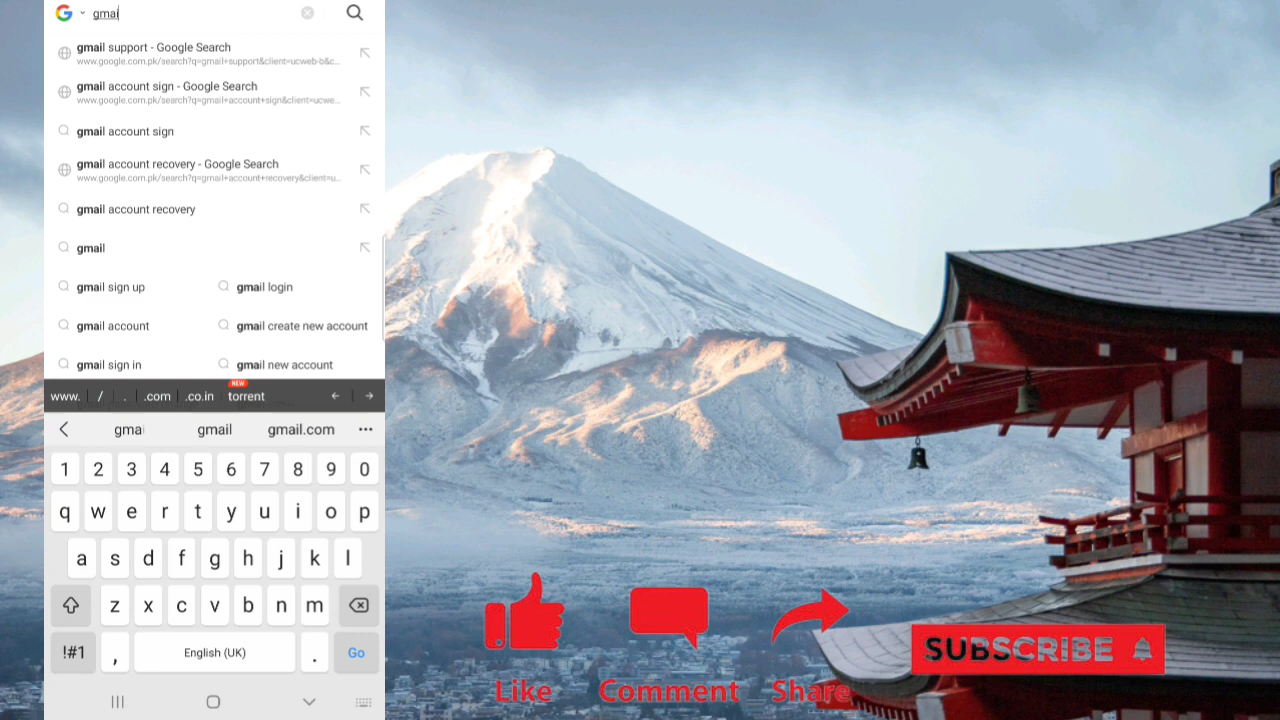 gmai
gmail support - Google Search
www.google.com.pk/search?q=gmail+support&client=ucweb-b&c...
gmail account sign - Google Search
www.google.com.pk/search?q=gmail+account+sign&client=ucwe...
gmail account sign
gmail account recovery - Google Search
www.google.com.pk/search?q=gmail+account+recovery&client=u...
gmail account recovery
gmail
gmail sign up
gmail login
gmail account
gmail create new account
gmail sign in
gmail new account
NEW
www. / . .com .co.in torrent
gmai gmail gmail.com
1 2 3 4 5 6 7 8 9 0
q w e r t y u i o p
a s d f g h j k l
z x c v b n m
!#1 , English (UK) . Go
Like Comment Share
SUBSCRIBE